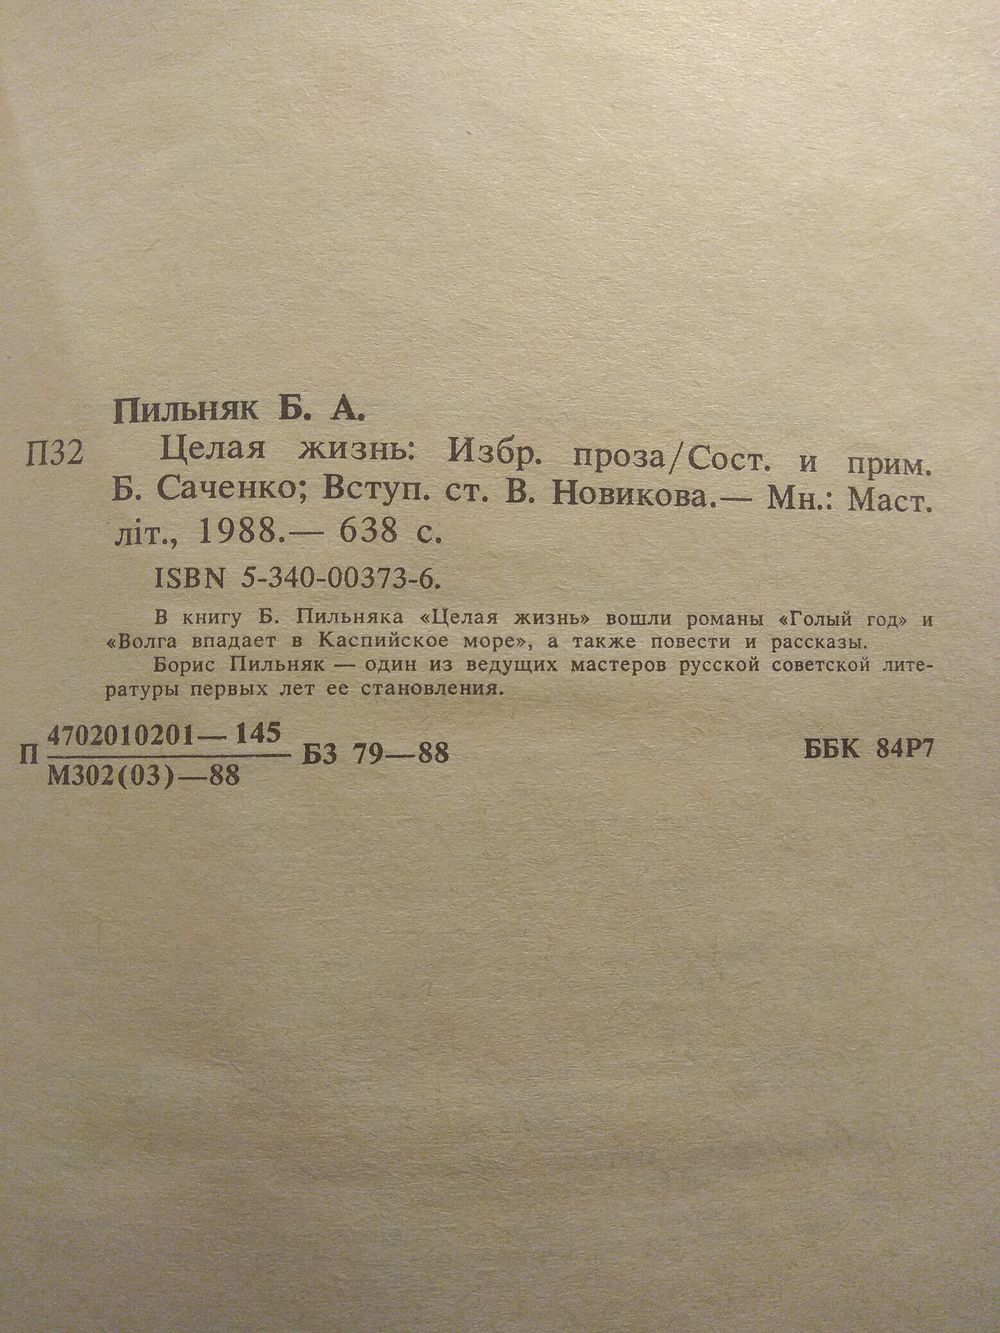 Пильняк Б. А.
П32 Целая жизнь: Избр. проза/Сост. и прим.
Б. Саченко; Вступ. ст. В. Новикова.— Мн.: Маст.
літ., 1988.— 638 с.
ISBN 5-340-00373-6.
В книгу Б. Пильняка «Целая жизнь» вошли романы «Голый год» и
«Волга впадает в Каспийское море», а также повести и рассказы.
Борис Пильняк — один из ведущих мастеров русской советской лите-
ратуры первых лет ее становления.
П 4702010201—145
М302(03)—88
БЗ 79—88
ББК 84Р7